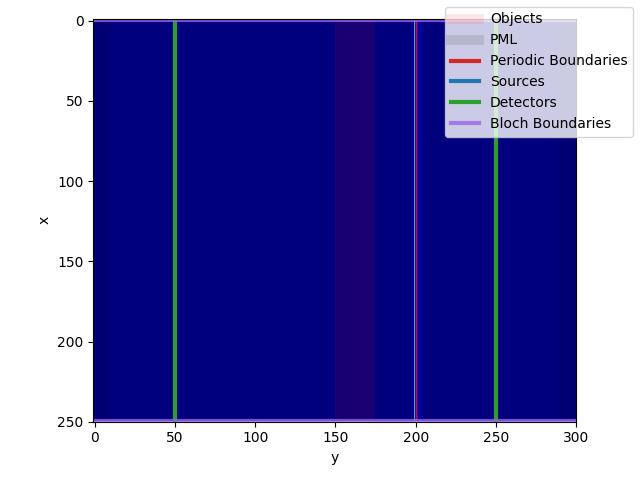 Objects
PML
Periodic Boundaries
Sources
Detectors
Bloch Boundaries
0
50
100
150
200
250
x
0
50
100
150
200
250
300
y